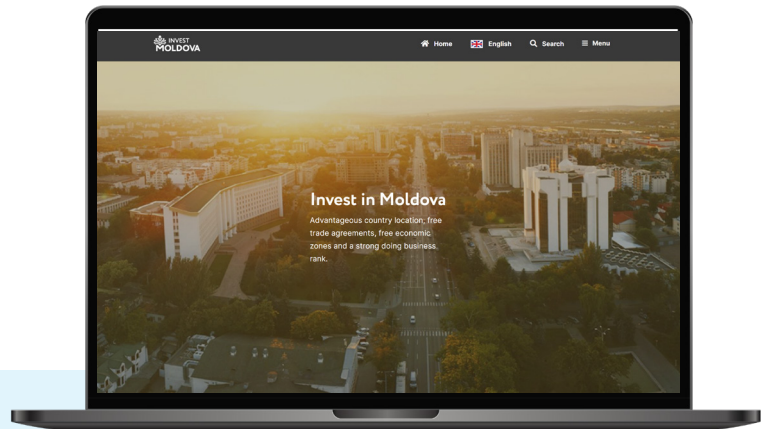 INVEST
MOLDOVA
Home
English
Search
Menu
Invest in Moldova
Advantageous country location; free
trade agreements, free economic
zones and a strong doing business
rank.